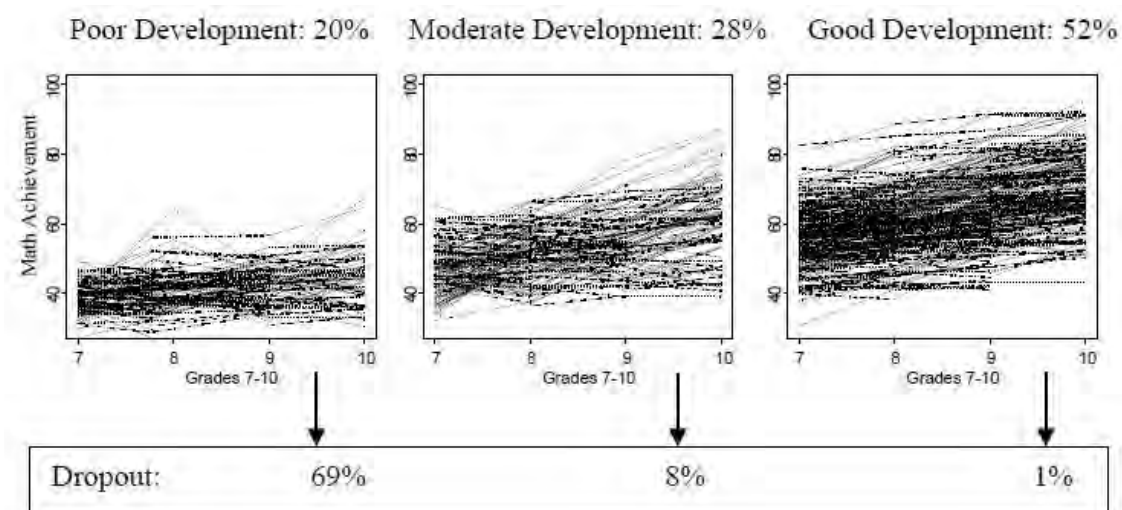 Poor Development: 20% Moderate Development: 28% Good Development: 52%
Math Achievement
100
80
60
40
7 8 9 10
Grades 7-10
100
80
60
40
7 8 9 10
Grades 7-10
100
80
60
40
7 8 9 10
Grades 7-10
Dropout: 69% 8% 1%